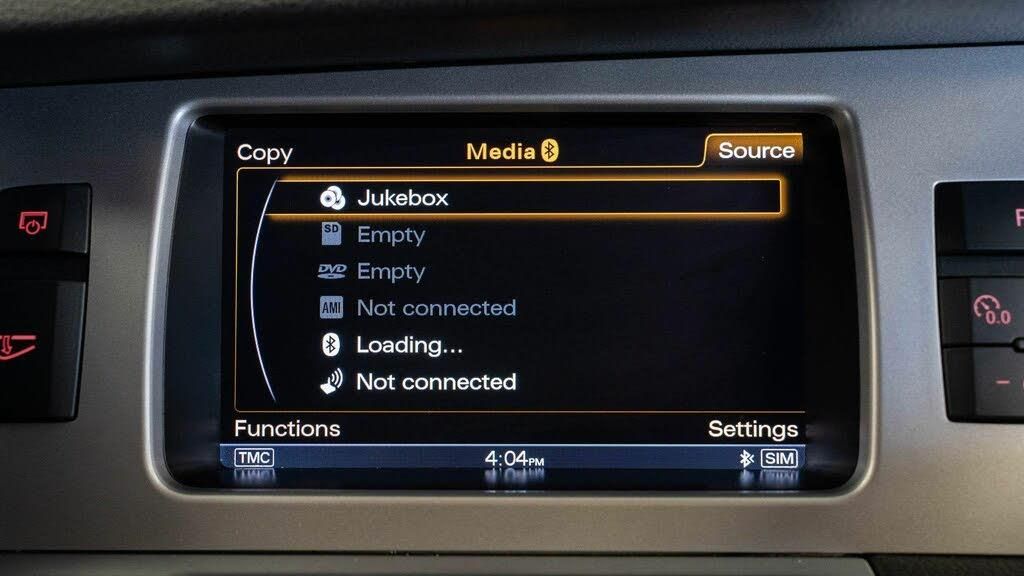 Copy Media Source
Jukebox
SD Empty
DVD Empty
AMI Not connected
Loading...
Not connected
Functions Settings
TMC 4:04PM SIM
0.0